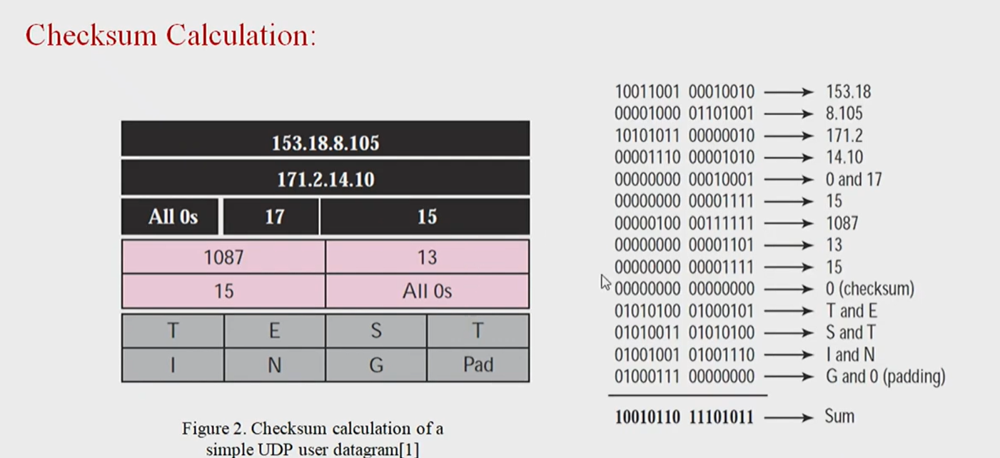 Checksum Calculation:
153.18.8.105
171.2.14.10
All 0s 17 15
1087 13
15 All 0s
T E S T
I N G Pad
Figure 2. Checksum calculation of a
simple UDP user datagram[1]
10011001 00010010 → 153.18
00001000 01101001 → 8.105
10101011 00000010 → 171.2
00001110 00001010 → 14.10
00000000 00010001 → 0 and 17
00000000 00001111 → 15
00000100 00111111 → 1087
00000000 00001101 → 13
00000000 00001111 → 15
00000000 00000000 → 0 (checksum)
01010100 01000101 → T and E
01010011 01010100 → S and T
01001001 01001110 → I and N
01000111 00000000 → G and 0 (padding)
10010110 11101011 → Sum